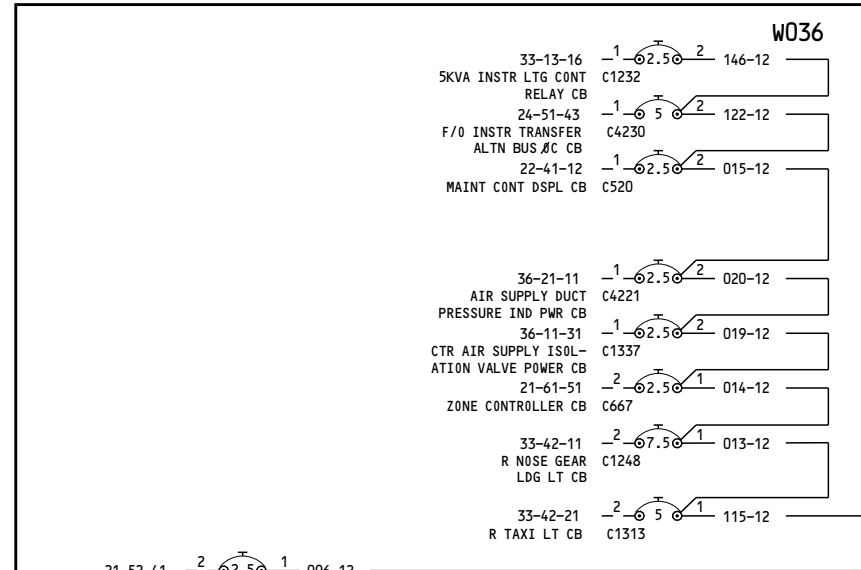 W036
33-13-16 1 2.5 2 146-12
5KVA INSTR LTG CONT C1232
RELAY CB
24-51-43 1 5 2 122-12
F/O INSTR TRANSFER C4230
ALTN BUS ØC CB
22-41-12 1 2.5 2 015-12
MAINT CONT DSPL CB C520
36-21-11 1 2.5 2 020-12
AIR SUPPLY DUCT C4221
PRESSURE IND PWR CB
36-11-31 1 2.5 2 019-12
CTR AIR SUPPLY ISOL- C1337
ATION VALVE POWER CB
21-61-51 2 2.5 1 014-12
ZONE CONTROLLER CB C667
33-42-11 2 7.5 1 013-12
R NOSE GEAR C1248
LDG LT CB
33-42-21 2 5 1 115-12
R TAXI LT CB C1313
2 2.5 1